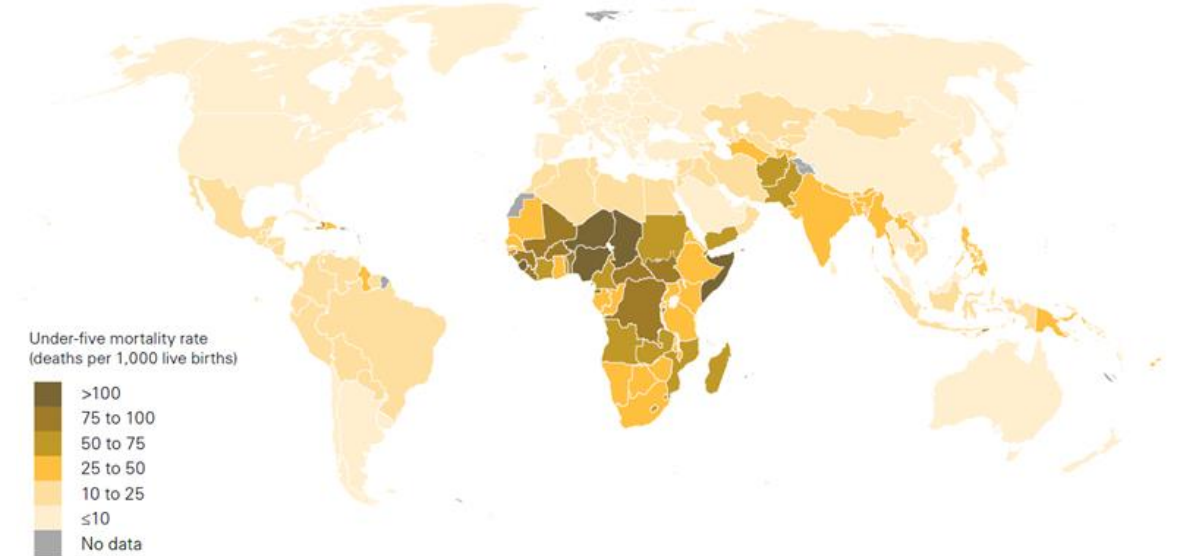 Under-five mortality rate
(deaths per 1,000 live births)
>100
75 to 100
50 to 75
25 to 50
10 to 25
≤10
No data